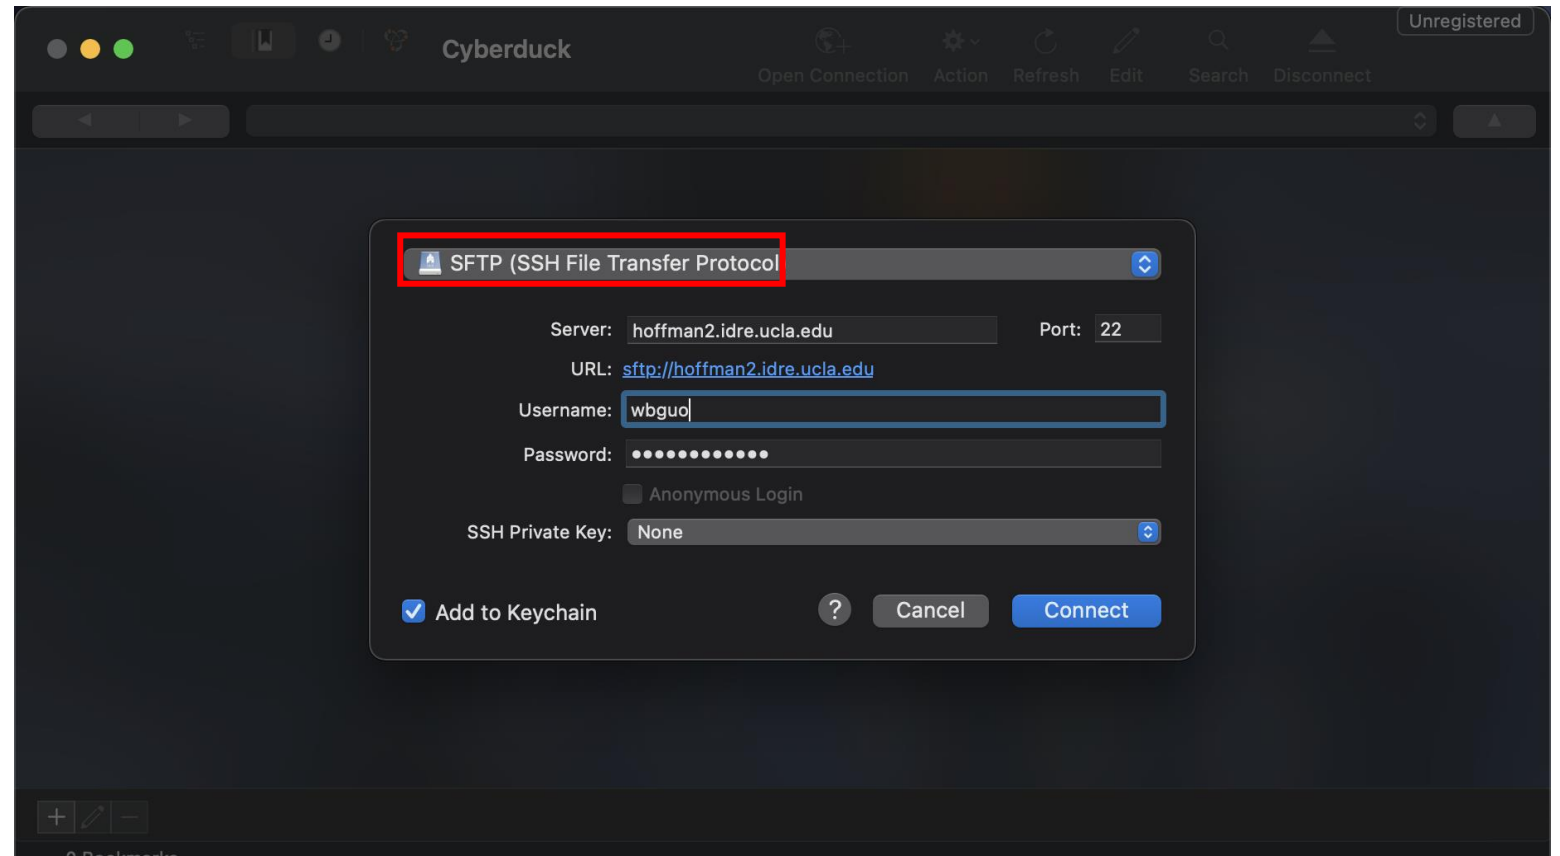 Unregistered
Cyberduck
Open Connection Action Refresh Edit Search Disconnect
SFTP (SSH File Transfer Protocol
Server: hoffman2.idre.ucla.edu Port: 22
URL: sftp://hoffman2.idre.ucla.edu
Username: wbguo
Password: ●●●●●●●●●●●●
Anonymous Login
SSH Private Key: None
Add to Keychain ? Cancel Connect
Bookmarks